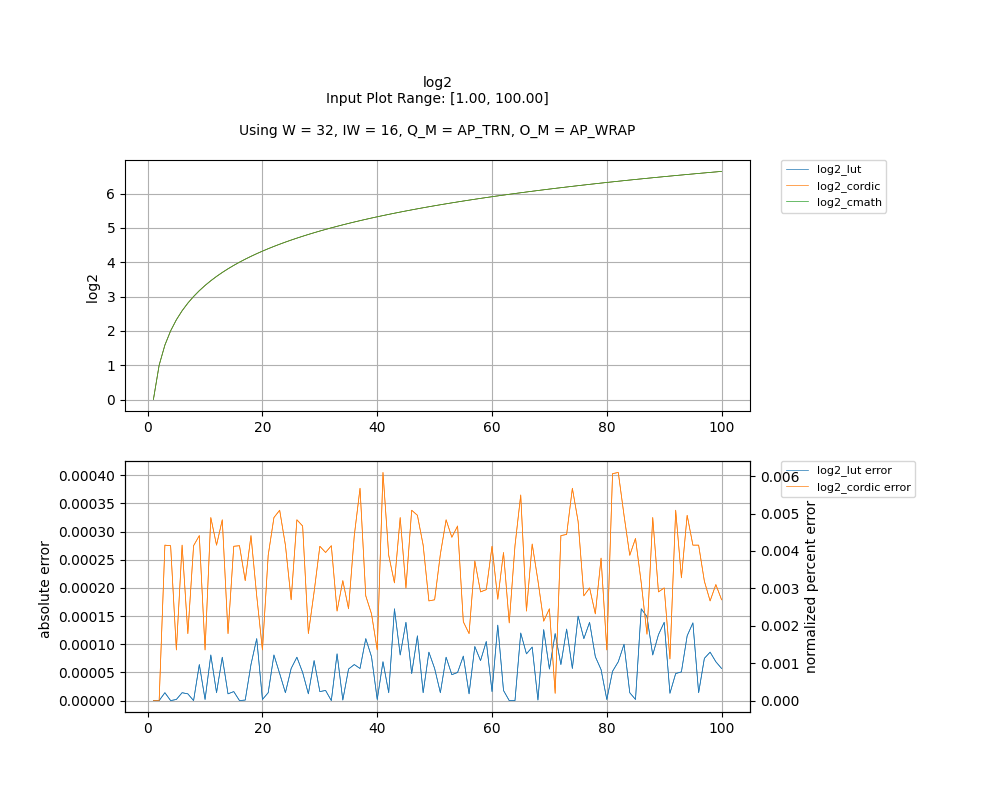 log2
Input Plot Range: [1.00, 100.00]
Using W = 32, IW = 16, Q_M = AP_TRN, O_M = AP_WRAP
log2
6
5
4
3
2
1
0
0 20 40 60 80 100
log2_lut
log2_cordic
log2_cmath
absolute error
0.00040
0.00035
0.00030
0.00025
0.00020
0.00015
0.00010
0.00005
0.00000
0 20 40 60 80 100
0.006
0.005
0.004
0.003
0.002
0.001
0.000
normalized percent error
log2_lut error
log2_cordic error